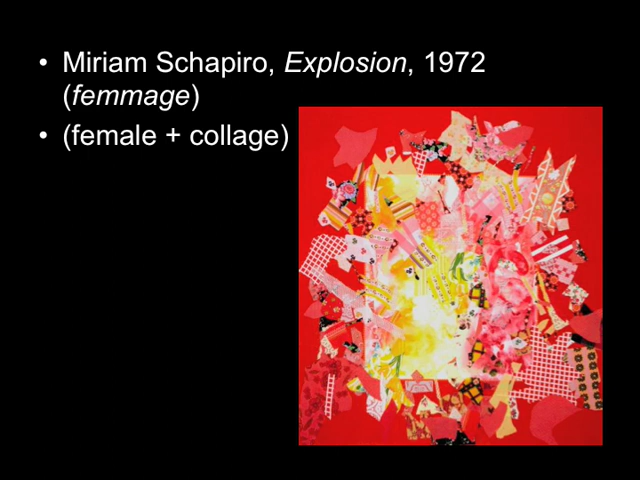 • Miriam Schapiro, Explosion, 1972
(femmage)
• (female + collage)